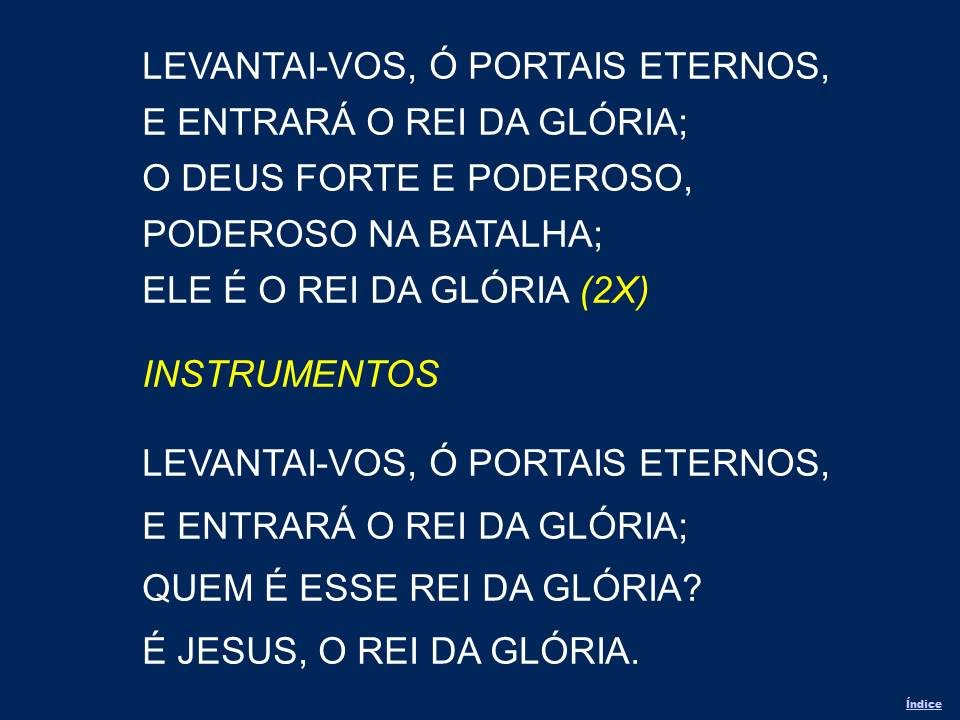 LEVANTAI-VOS, Ó PORTAIS ETERNOS,
E ENTRARÁ O REI DA GLÓRIA;
O DEUS FORTE E PODEROSO,
PODEROSO NA BATALHA;
ELE É O REI DA GLÓRIA (2X)
INSTRUMENTOS
LEVANTAI-VOS, Ó PORTAIS ETERNOS,
E ENTRARÁ O REI DA GLÓRIA;
QUEM É ESSE REI DA GLÓRIA?
É JESUS, O REI DA GLÓRIA.
Índice